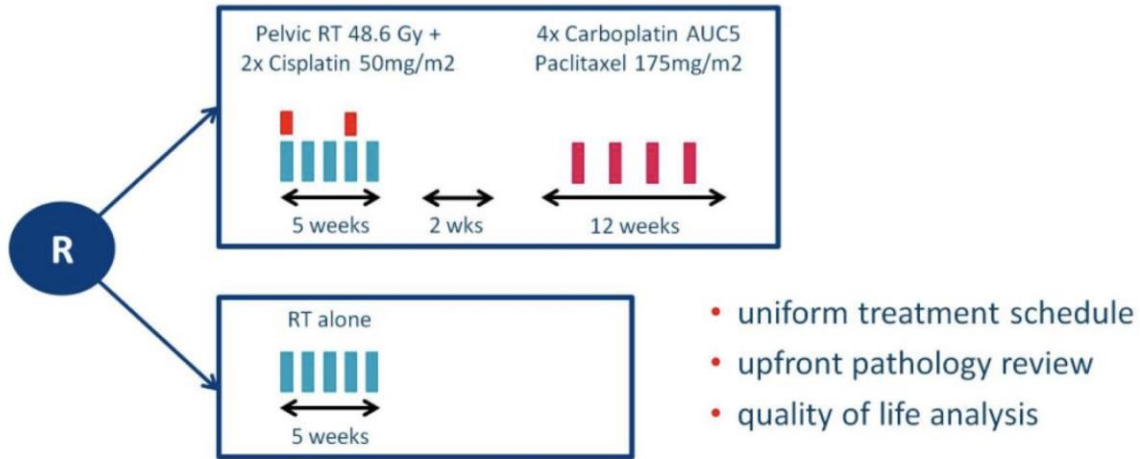 Pelvic RT 48.6 Gy +
2x Cisplatin 50mg/m2
4x Carboplatin AUC5
Paclitaxel 175mg/m2
5 weeks
2 wks
12 weeks
R
RT alone
5 weeks
• uniform treatment schedule
• upfront pathology review
• quality of life analysis